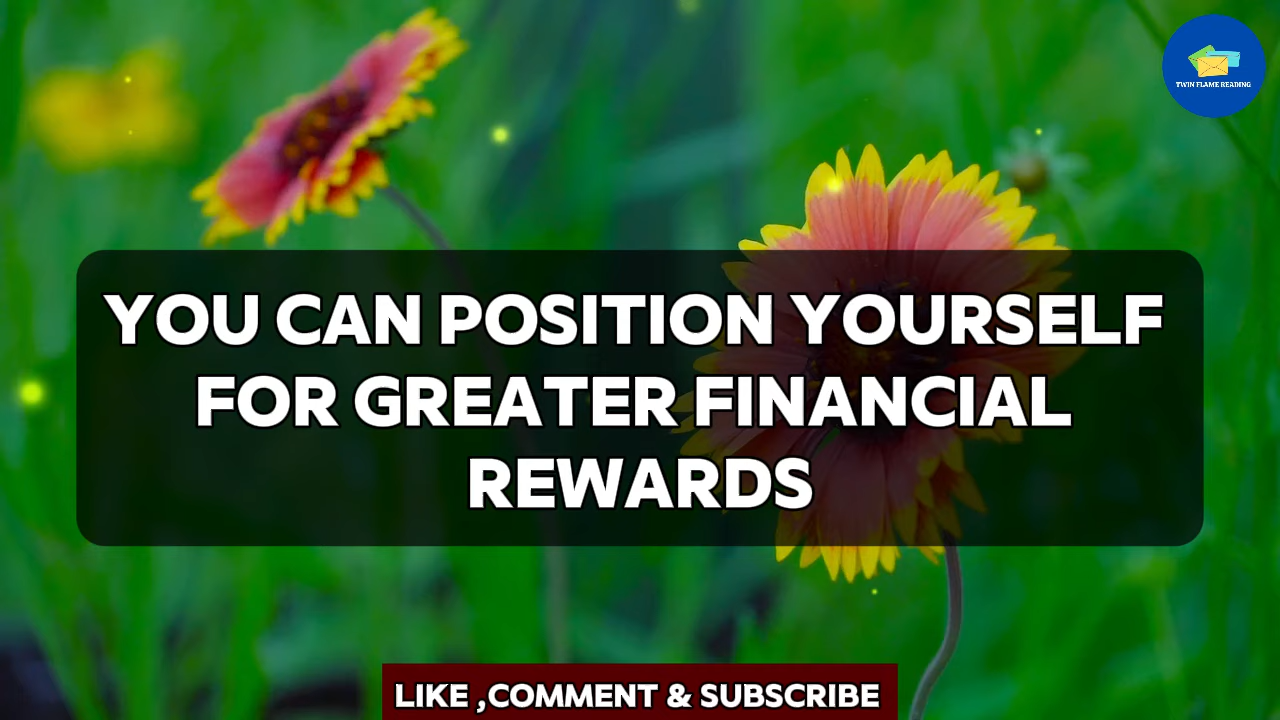 TWIN FLAME READING
YOU CAN POSITION YOURSELF
FOR GREATER FINANCIAL
REWARDS
LIKE ,COMMENT & SUBSCRIBE